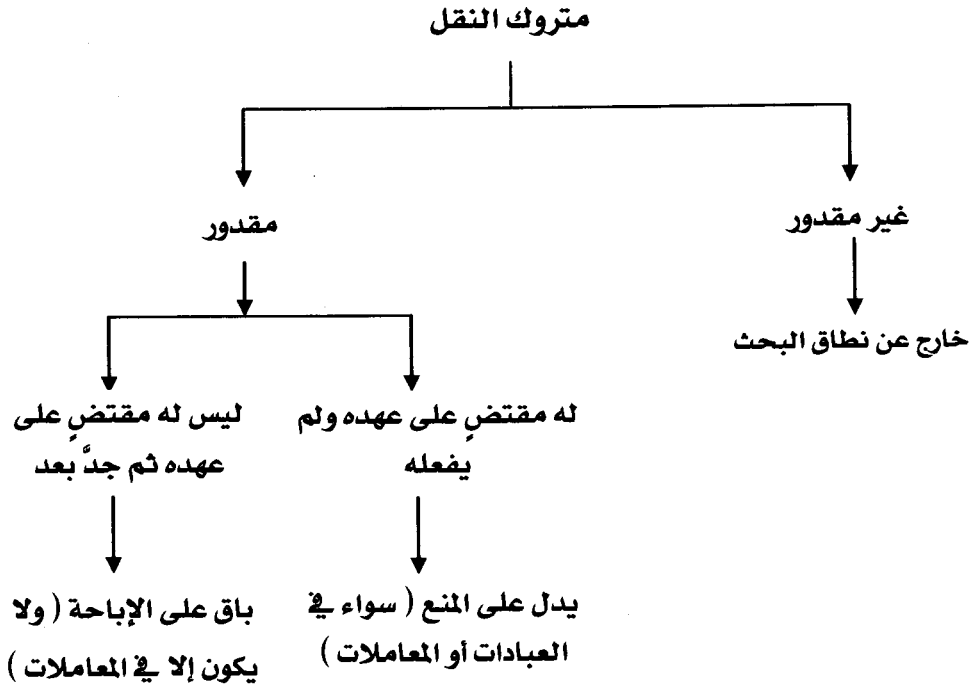 متروك النقل
غير مقدور
مقدور
خارج عن نطاق البحث
له مقتضٍ على عهده ولم
يفعله
ليس له مقتضٍ على
عهده ثم جدَّ بعد
يدل على المنع ( سواء في
العبادات أو المعاملات )
باق على الإباحة ( ولا
يكون إلا في المعاملات )